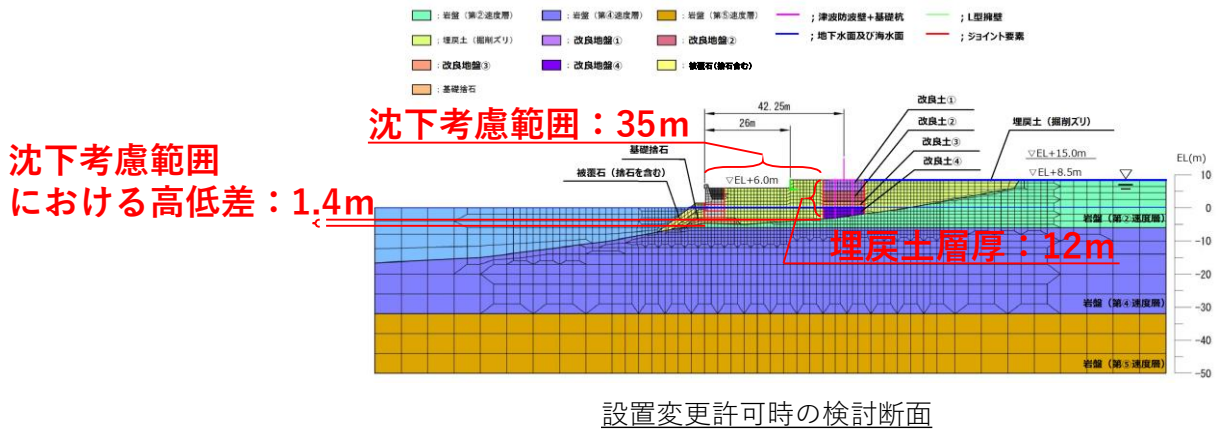 ：岩盤（第②速度層） ：岩盤（第④速度層） ：岩盤（第⑤速度層） ；津波防波壁＋基礎杭 ；L型擁壁
：埋戻土（掘削ズリ） ：改良地盤① ：改良地盤② ；地下水面及び海水面 ；ジョイント要素
：改良地盤③ ：改良地盤④ ：被覆石(捨石含む)
：基礎捨石
沈下考慮範囲：35m
42.25m
26m
改良土①
改良土②
改良土③
改良土④
埋戻土（掘削ズリ）
沈下考慮範囲
における高低差：1.4m
基礎捨石
被覆石（捨石を含む）
▽EL+6.0m
▽EL+15.0m
▽EL+8.5m
EL(m)
10
0
-10
-20
-30
-40
-50
岩盤（第②速度層）
埋戻土層厚：12m
岩盤（第④速度層）
岩盤（第⑤速度層）
設置変更許可時の検討断面